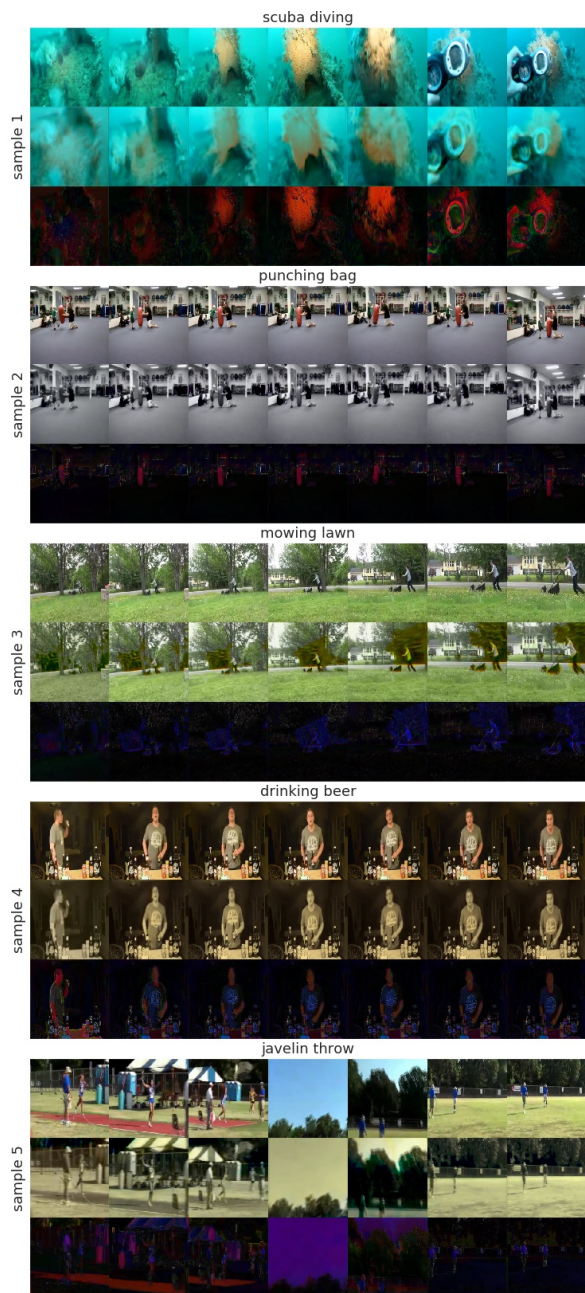 scuba diving
sample 1
punching bag
sample 2
mowing lawn
sample 3
drinking beer
sample 4
javelin throw
sample 5